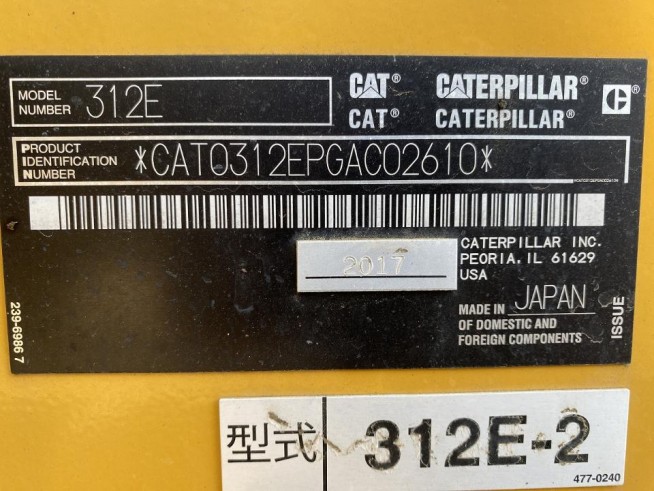 MODEL NUMBER 312E
CAT® CATERPILLAR®
CAT® CATERPILLAR®
PRODUCT IDENTIFICATION NUMBER *CAT0312EPGAC02610*
2017
CATERPILLAR INC.
PEORIA, IL 61629
USA
MADE IN JAPAN
OF DOMESTIC AND
FOREIGN COMPONENTS
ISSUE
239-6986 7
型式 312E-2
477-0240